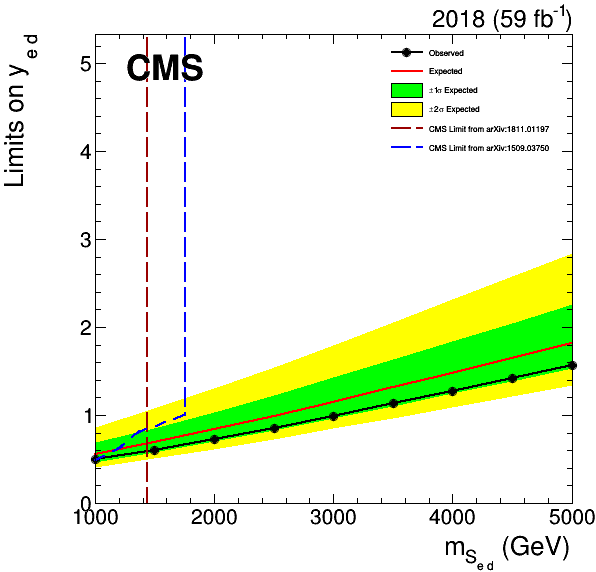 2018 (59 fb-1)
Limits on y e d
CMS
Observed
Expected
±1σ Expected
±2σ Expected
CMS Limit from arXiv:1811.01197
CMS Limit from arXiv:1509.03750
5
4
3
2
1
0
1000 2000 3000 4000 5000
mS e d (GeV)